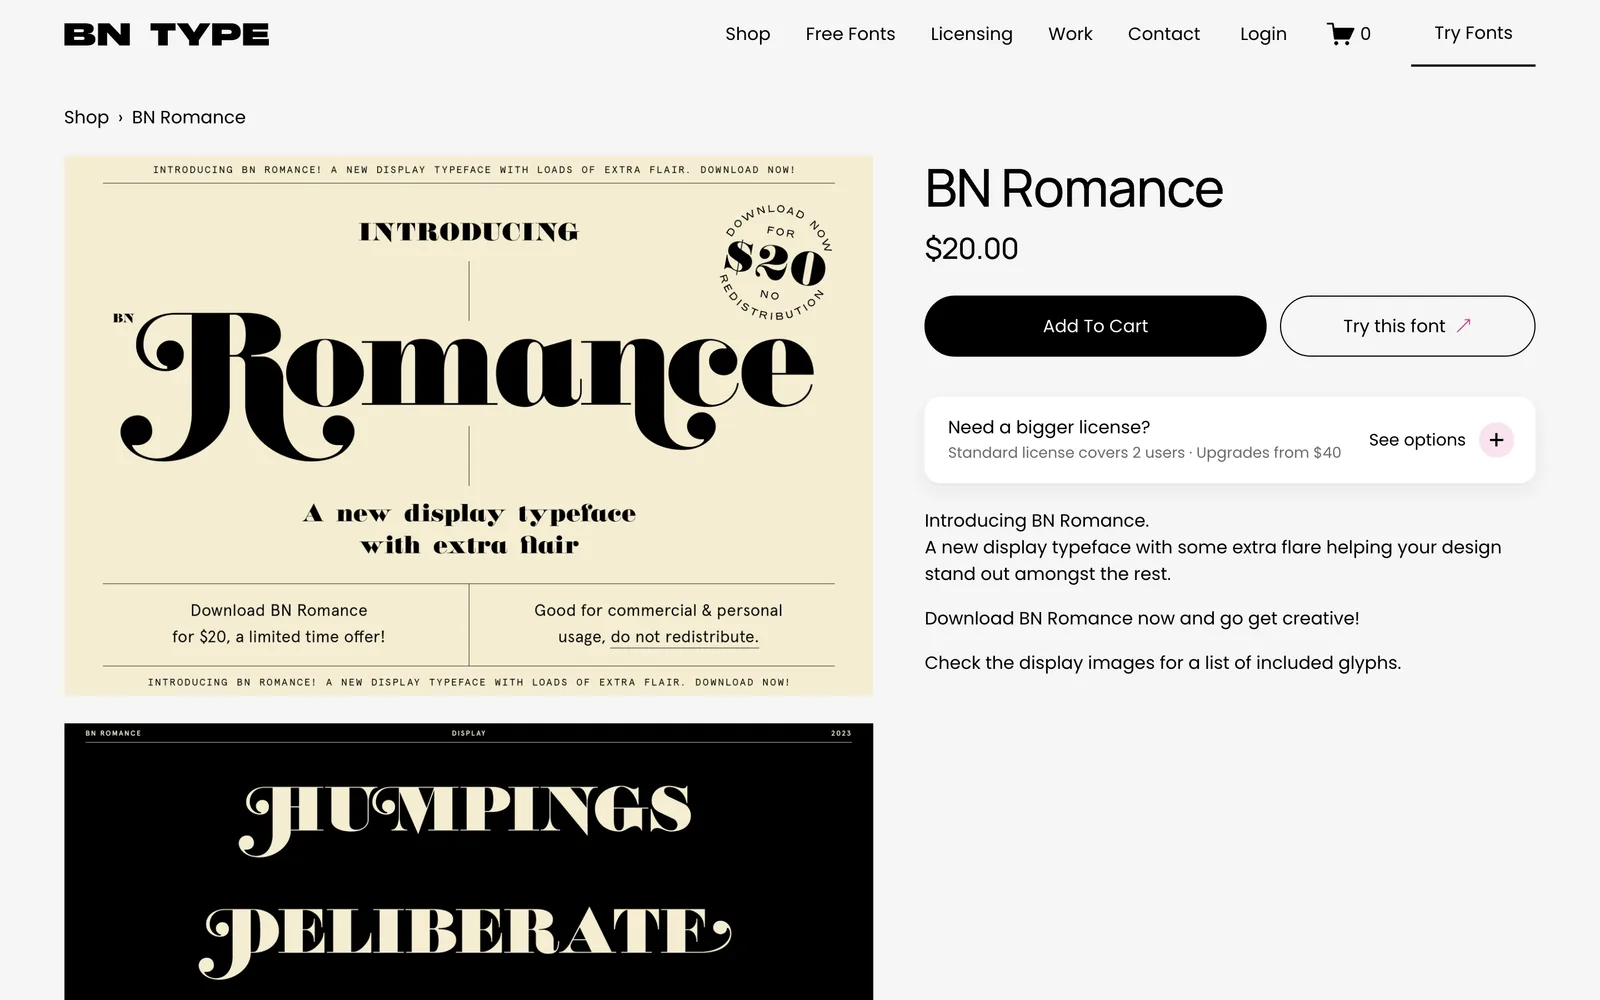 BN TYPE
Shop Free Fonts Licensing Work Contact Login 0 Try Fonts
Shop › BN Romance
INTRODUCING BN ROMANCE! A NEW DISPLAY TYPEFACE WITH LOADS OF EXTRA FLAIR. DOWNLOAD NOW!
INTRODUCING
DOWNLOAD NOW
FOR
$20
NO
REDISTRIBUTION
BN
Romance
A new display typeface
with extra flair
Download BN Romance
for $20, a limited time offer!
Good for commercial & personal
usage, do not redistribute.
INTRODUCING BN ROMANCE! A NEW DISPLAY TYPEFACE WITH LOADS OF EXTRA FLAIR. DOWNLOAD NOW!
BN ROMANCE DISPLAY 2023
HUMPINGS
DELIBERATE
BN Romance
$20.00
Add To Cart
Try this font
Need a bigger license?
Standard license covers 2 users · Upgrades from $40
See options
Introducing BN Romance.
A new display typeface with some extra flare helping your design
stand out amongst the rest.
Download BN Romance now and go get creative!
Check the display images for a list of included glyphs.